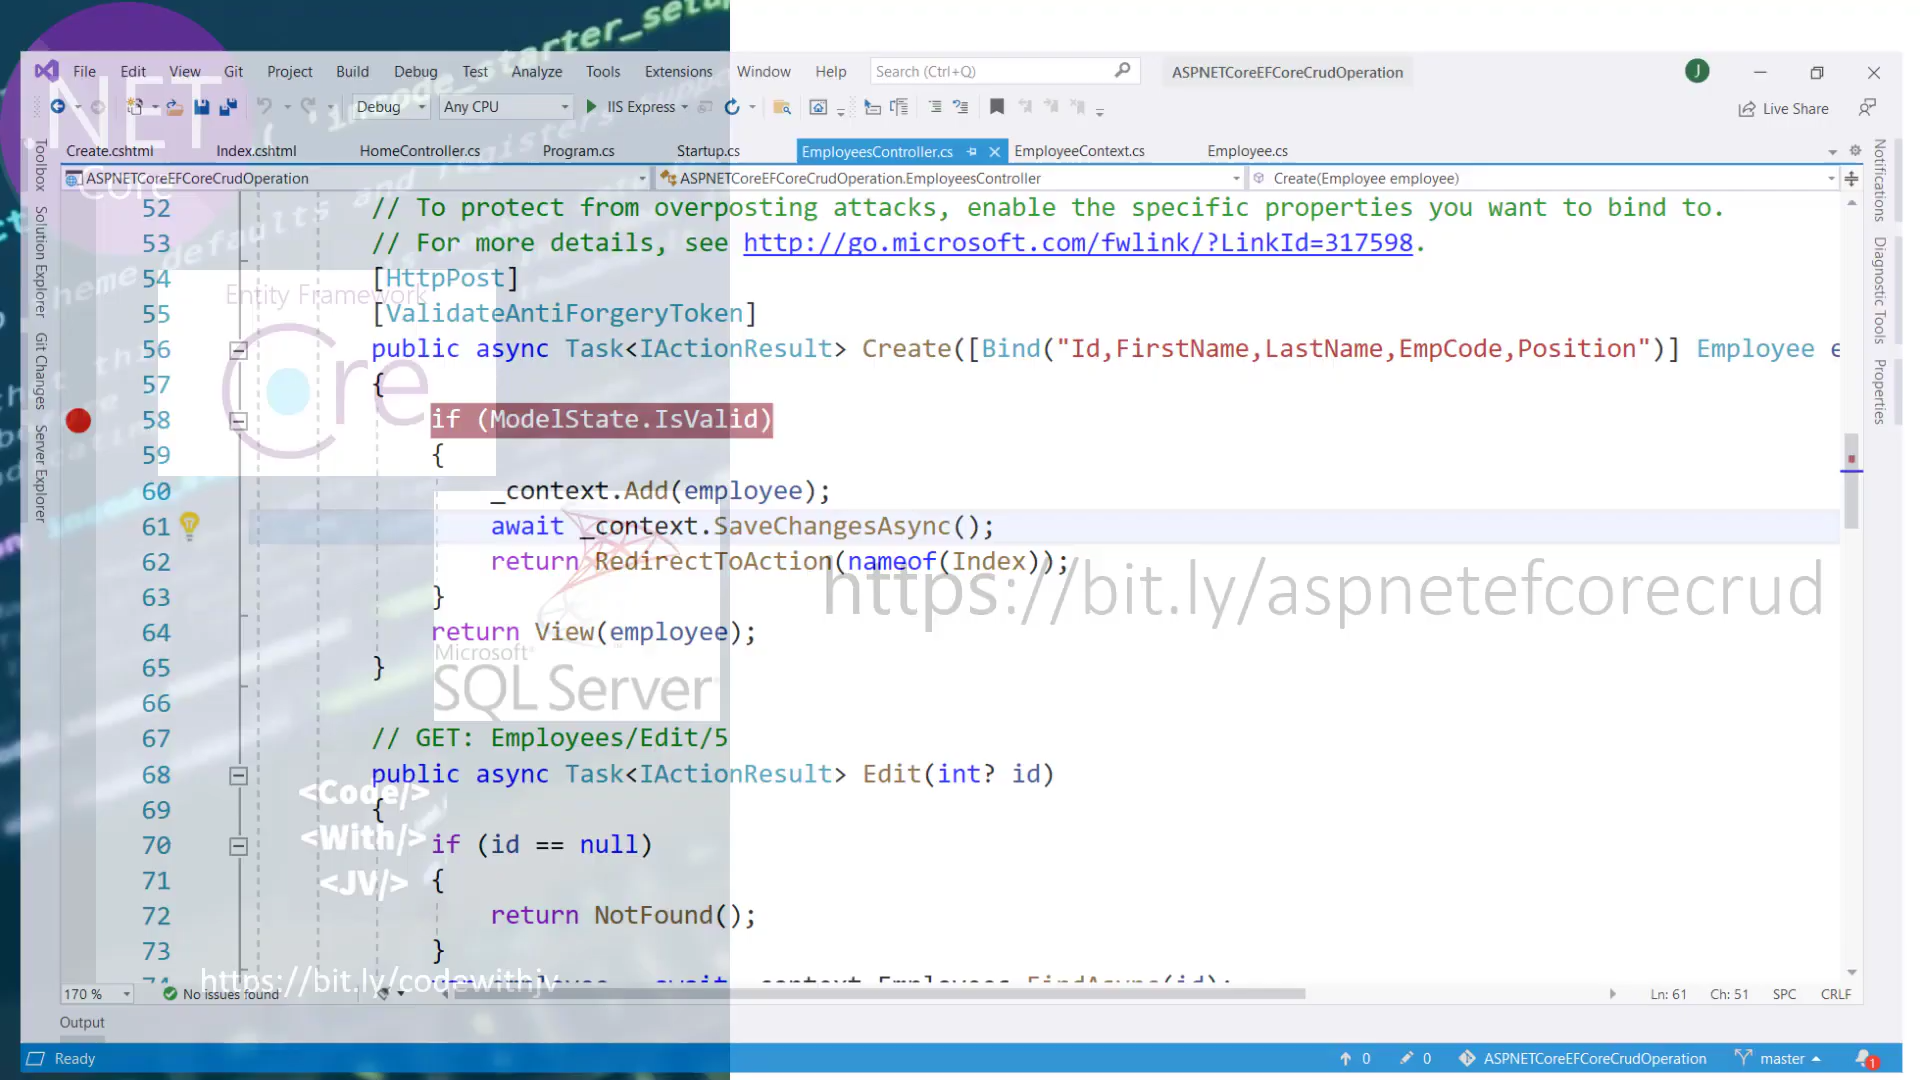 File Edit View Git Project Build Debug Test Analyze Tools Extensions Window Help Search (Ctrl+Q) ASPNETCoreEFCoreCrudOperation J
.NET
Core
Debug Any CPU IIS Express Live Share
Create.cshtml Index.cshtml HomeController.cs Program.cs Startup.cs EmployeesController.cs EmployeeContext.cs Employee.cs
ASPNETCoreEFCoreCrudOperation ASPNETCoreEFCoreCrudOperation.EmployeesController Create(Employee employee)
Toolbox
Solution Explorer
Git Changes
Server Explorer
Notifications
Diagnostic Tools
Properties
52 // To protect from overposting attacks, enable the specific properties you want to bind to.
53 // For more details, see http://go.microsoft.com/fwlink/?LinkId=317598.
54 [HttpPost]
Entity Framework
55 [ValidateAntiForgeryToken]
56 public async Task<IActionResult> Create([Bind("Id,FirstName,LastName,EmpCode,Position")] Employee e
Core
57 {
58 if (ModelState.IsValid)
59 {
60 _context.Add(employee);
61 await _context.SaveChangesAsync();
62 return RedirectToAction(nameof(Index));
https://bit.ly/aspnetefcorecrud
63 }
64 return View(employee);
Microsoft
SQL Server
65 }
66
67 // GET: Employees/Edit/5
68 public async Task<IActionResult> Edit(int? id)
<Code/>
<With/>
<JV/>
69 {
70 if (id == null)
71 {
72 return NotFound();
73 }
https://bit.ly/codewithjv
170 % No issues found Ln: 61 Ch: 51 SPC CRLF
Output
Ready 0 0 ASPNETCoreEFCoreCrudOperation master 1